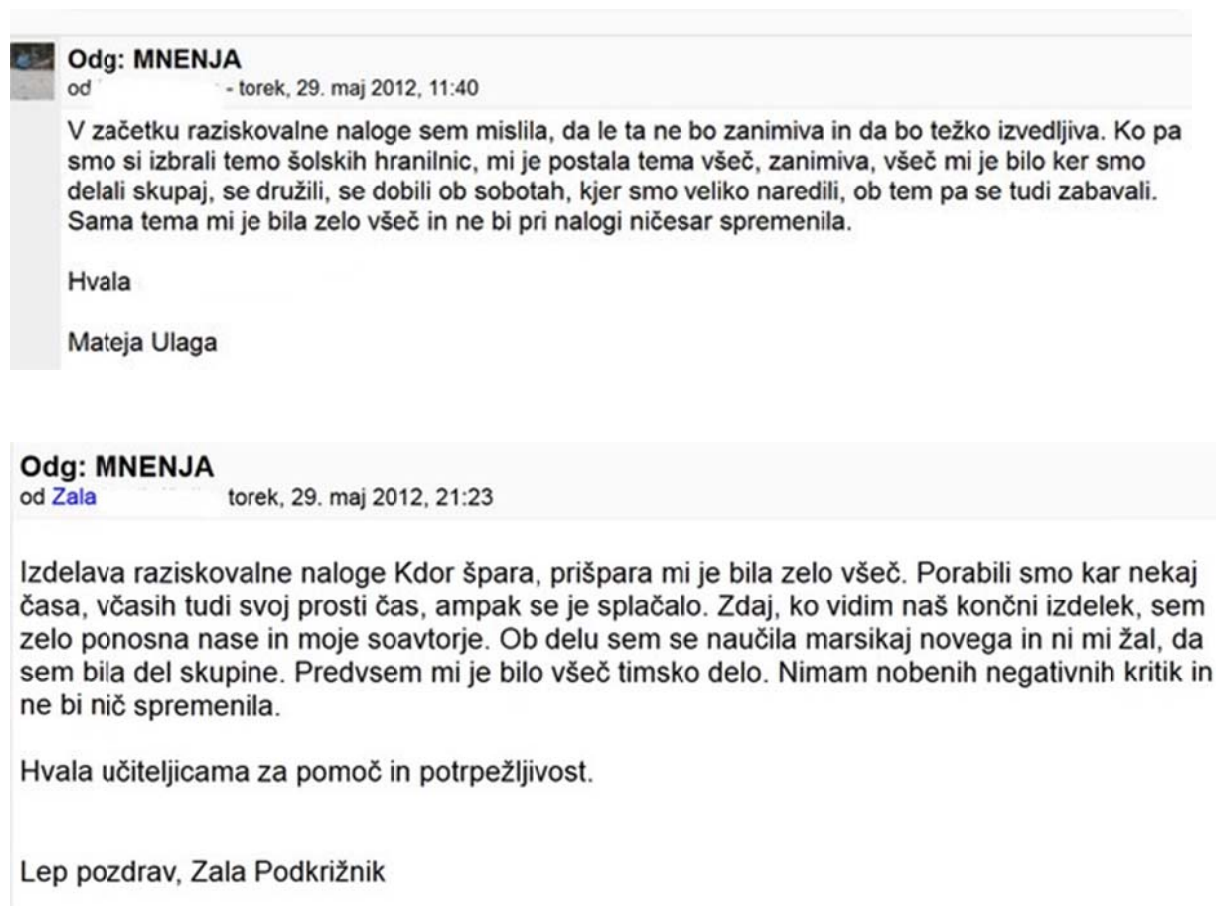 Odg: MNENJA
od - torek, 29. maj 2012, 11:40
V začetku raziskovalne naloge sem mislila, da le ta ne bo zanimiva in da bo težko izvedljiva. Ko pa
smo si izbrali temo šolskih hranilnic, mi je postala tema všeč, zanimiva, všeč mi je bilo ker smo
delali skupaj, se družili, se dobili ob sobotah, kjer smo veliko naredili, ob tem pa se tudi zabavali.
Sama tema mi je bila zelo všeč in ne bi pri nalogi ničesar spremenila.
Hvala
Mateja Ulaga
Odg: MNENJA
od Zala torek, 29. maj 2012, 21:23
Izdelava raziskovalne naloge Kdor špara, prišpara mi je bila zelo všeč. Porabili smo kar nekaj
časa, včasih tudi svoj prosti čas, ampak se je splačalo. Zdaj, ko vidim naš končni izdelek, sem
zelo ponosna nase in moje soavtorje. Ob delu sem se naučila marsikaj novega in ni mi žal, da
sem bila del skupine. Predvsem mi je bilo všeč timsko delo. Nimam nobenih negativnih kritik in
ne bi nič spremenila.
Hvala učiteljicama za pomoč in potrpežljivost.
Lep pozdrav, Zala Podkrižnik